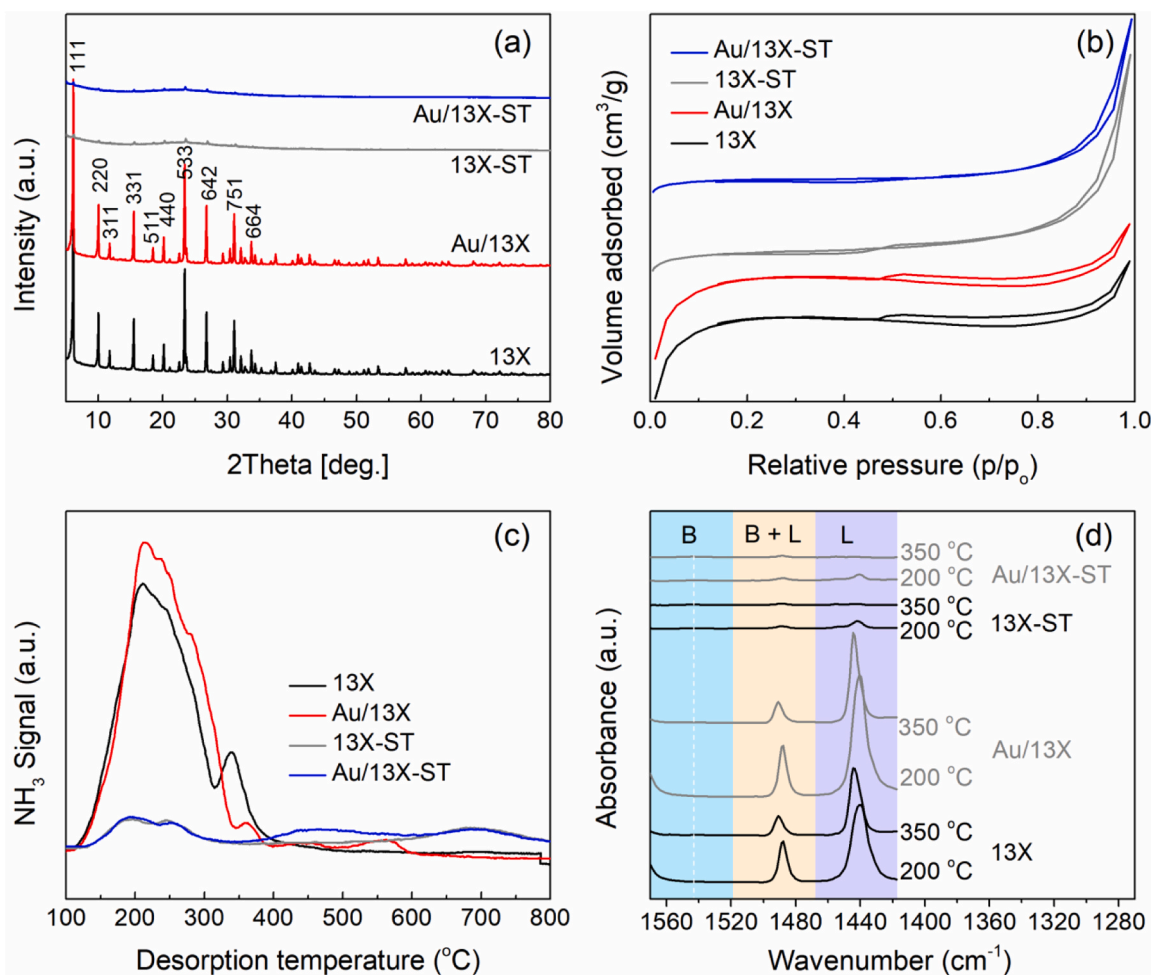 (a)
111
220
311
331
511
440
533
642
751
664
Au/13X-ST
13X-ST
Au/13X
13X
Intensity (a.u.)
10 20 30 40 50 60 70 80
2Theta [deg.]
(b)
Au/13X-ST
13X-ST
Au/13X
13X
Volume adsorbed (cm³/g)
0.0 0.2 0.4 0.6 0.8 1.0
Relative pressure (p/pₒ)
(c)
13X
Au/13X
13X-ST
Au/13X-ST
NH₃ Signal (a.u.)
100 200 300 400 500 600 700 800
Desorption temperature (°C)
(d)
B B + L L
350 °C
200 °C Au/13X-ST
350 °C
200 °C 13X-ST
350 °C
Au/13X
200 °C
350 °C
13X
200 °C
Absorbance (a.u.)
1560 1520 1480 1440 1400 1360 1320 1280
Wavenumber (cm⁻¹)